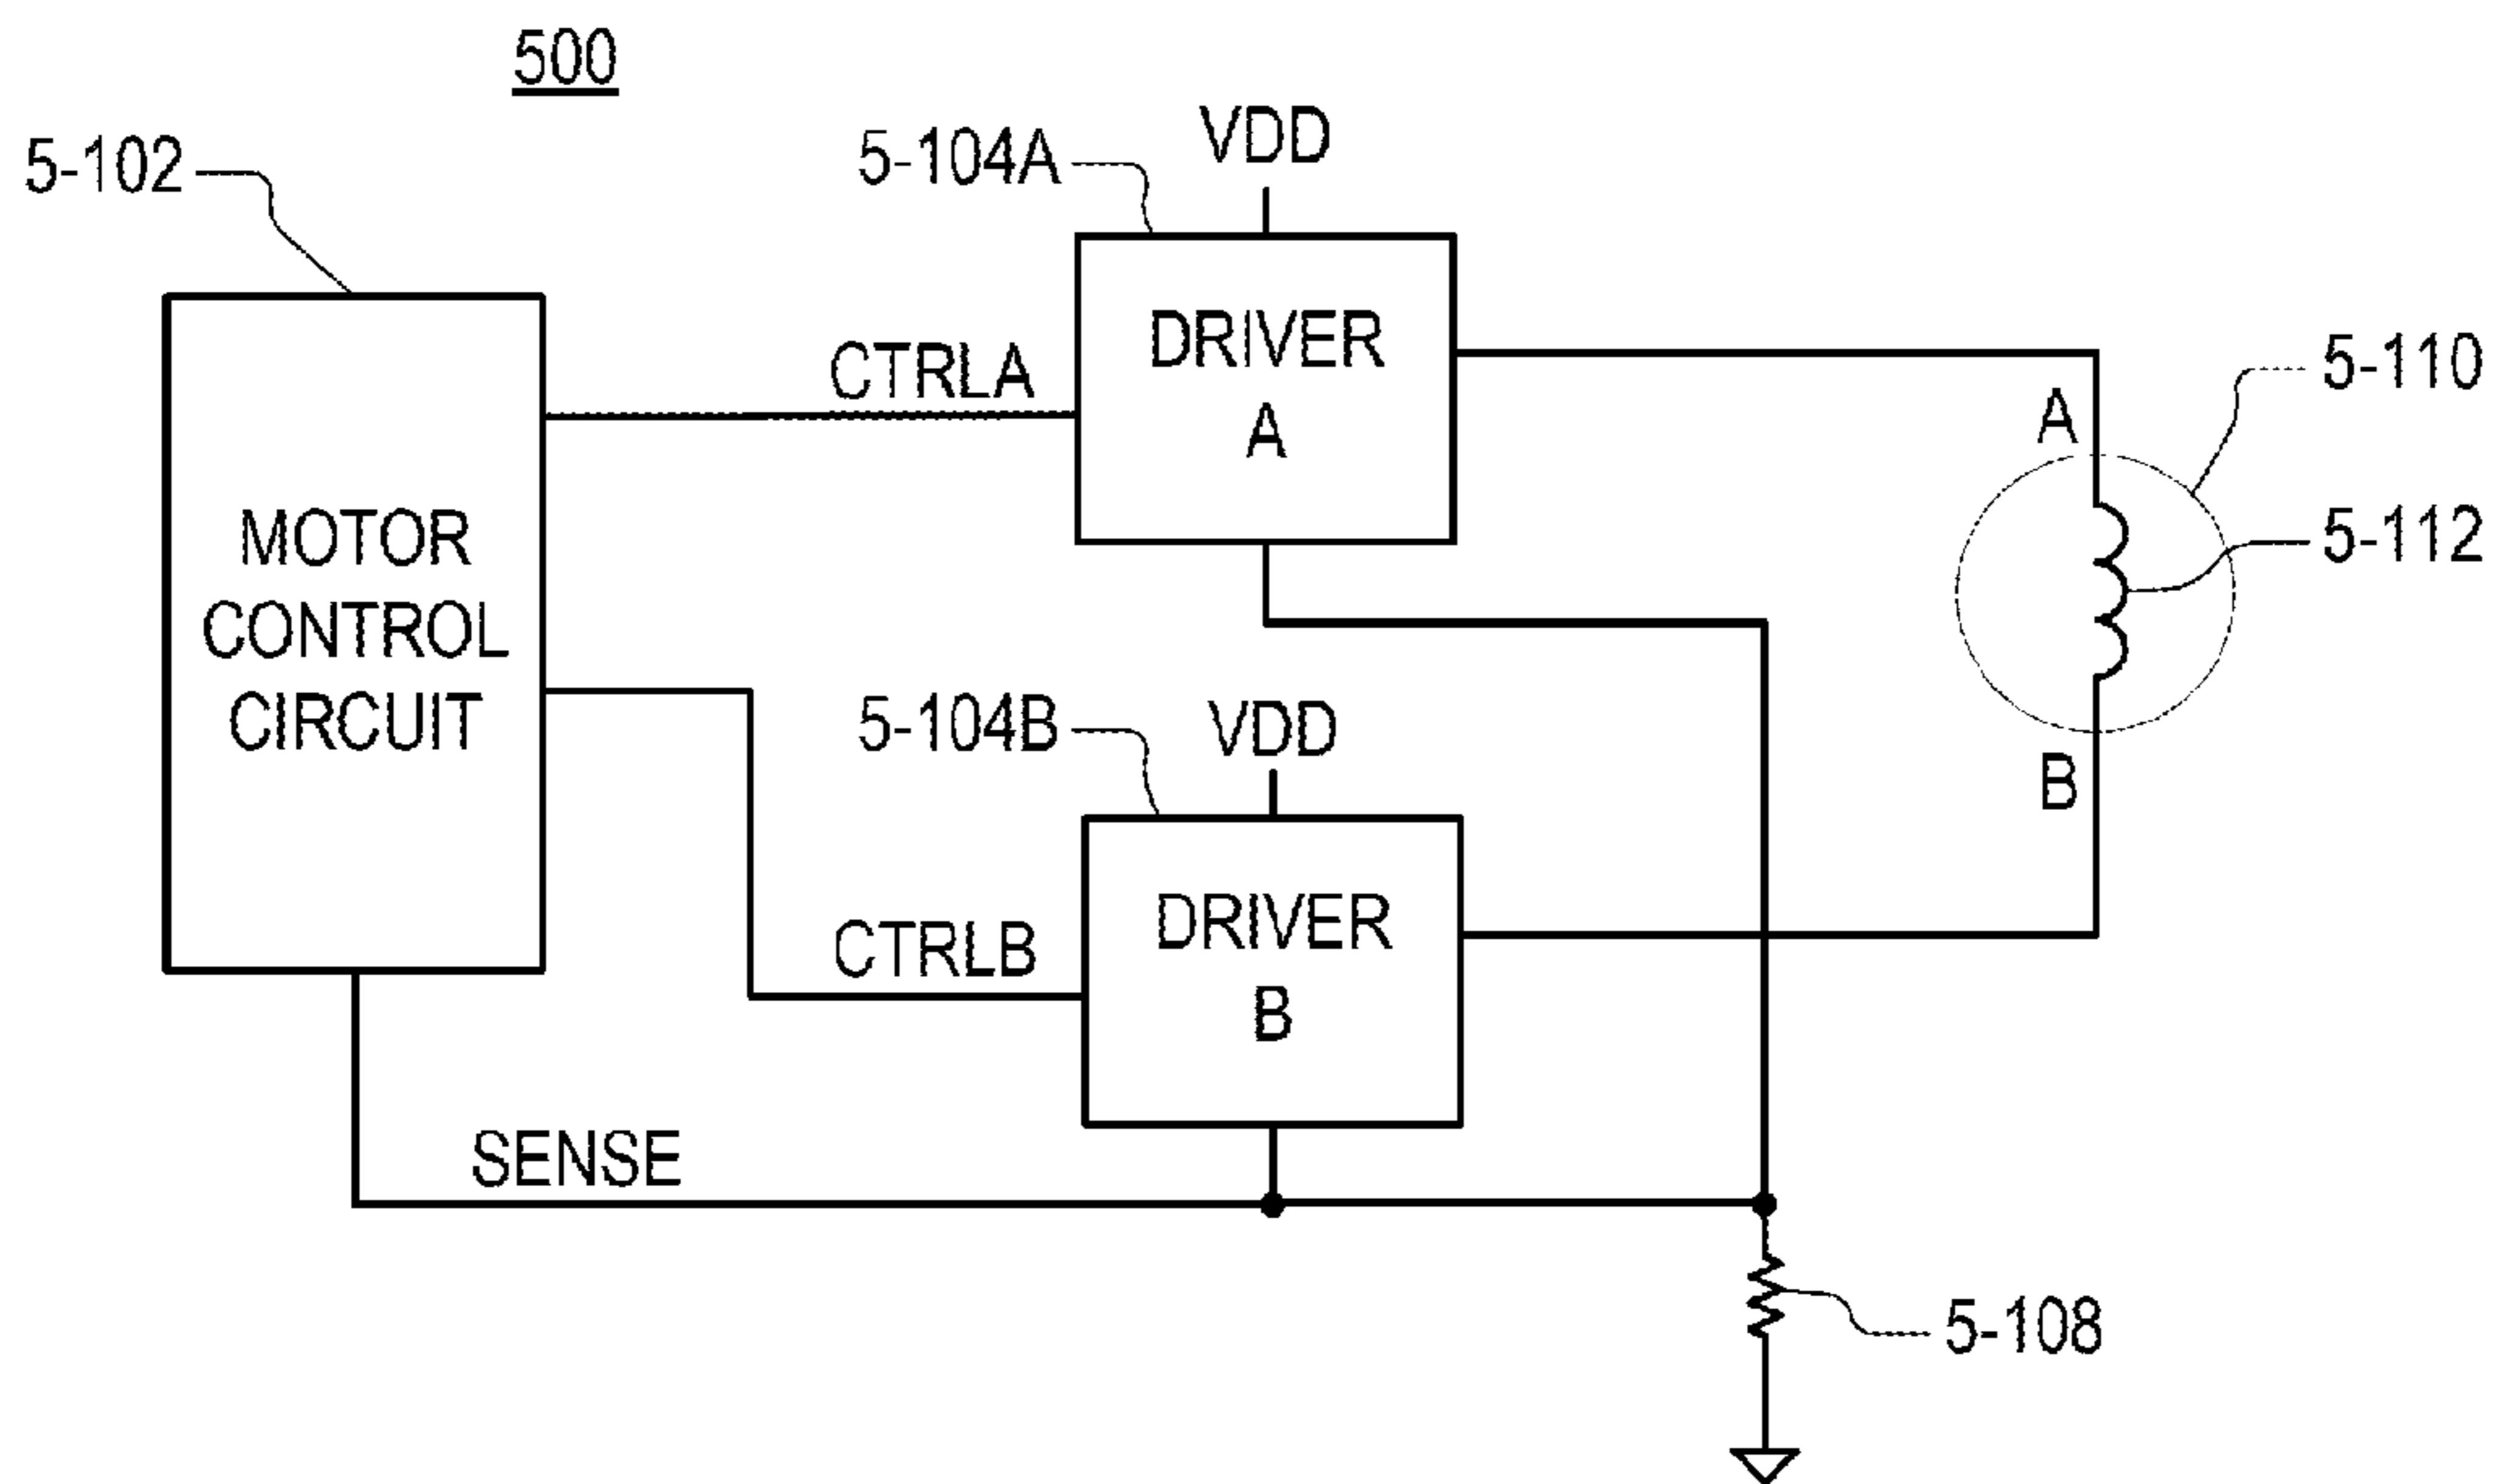 500
5-102
5-104A
VDD
DRIVER
A
CTRLA
5-110
A
5-112
MOTOR
CONTROL
CIRCUIT
5-104B
VDD
B
DRIVER
B
CTRLB
SENSE
5-108